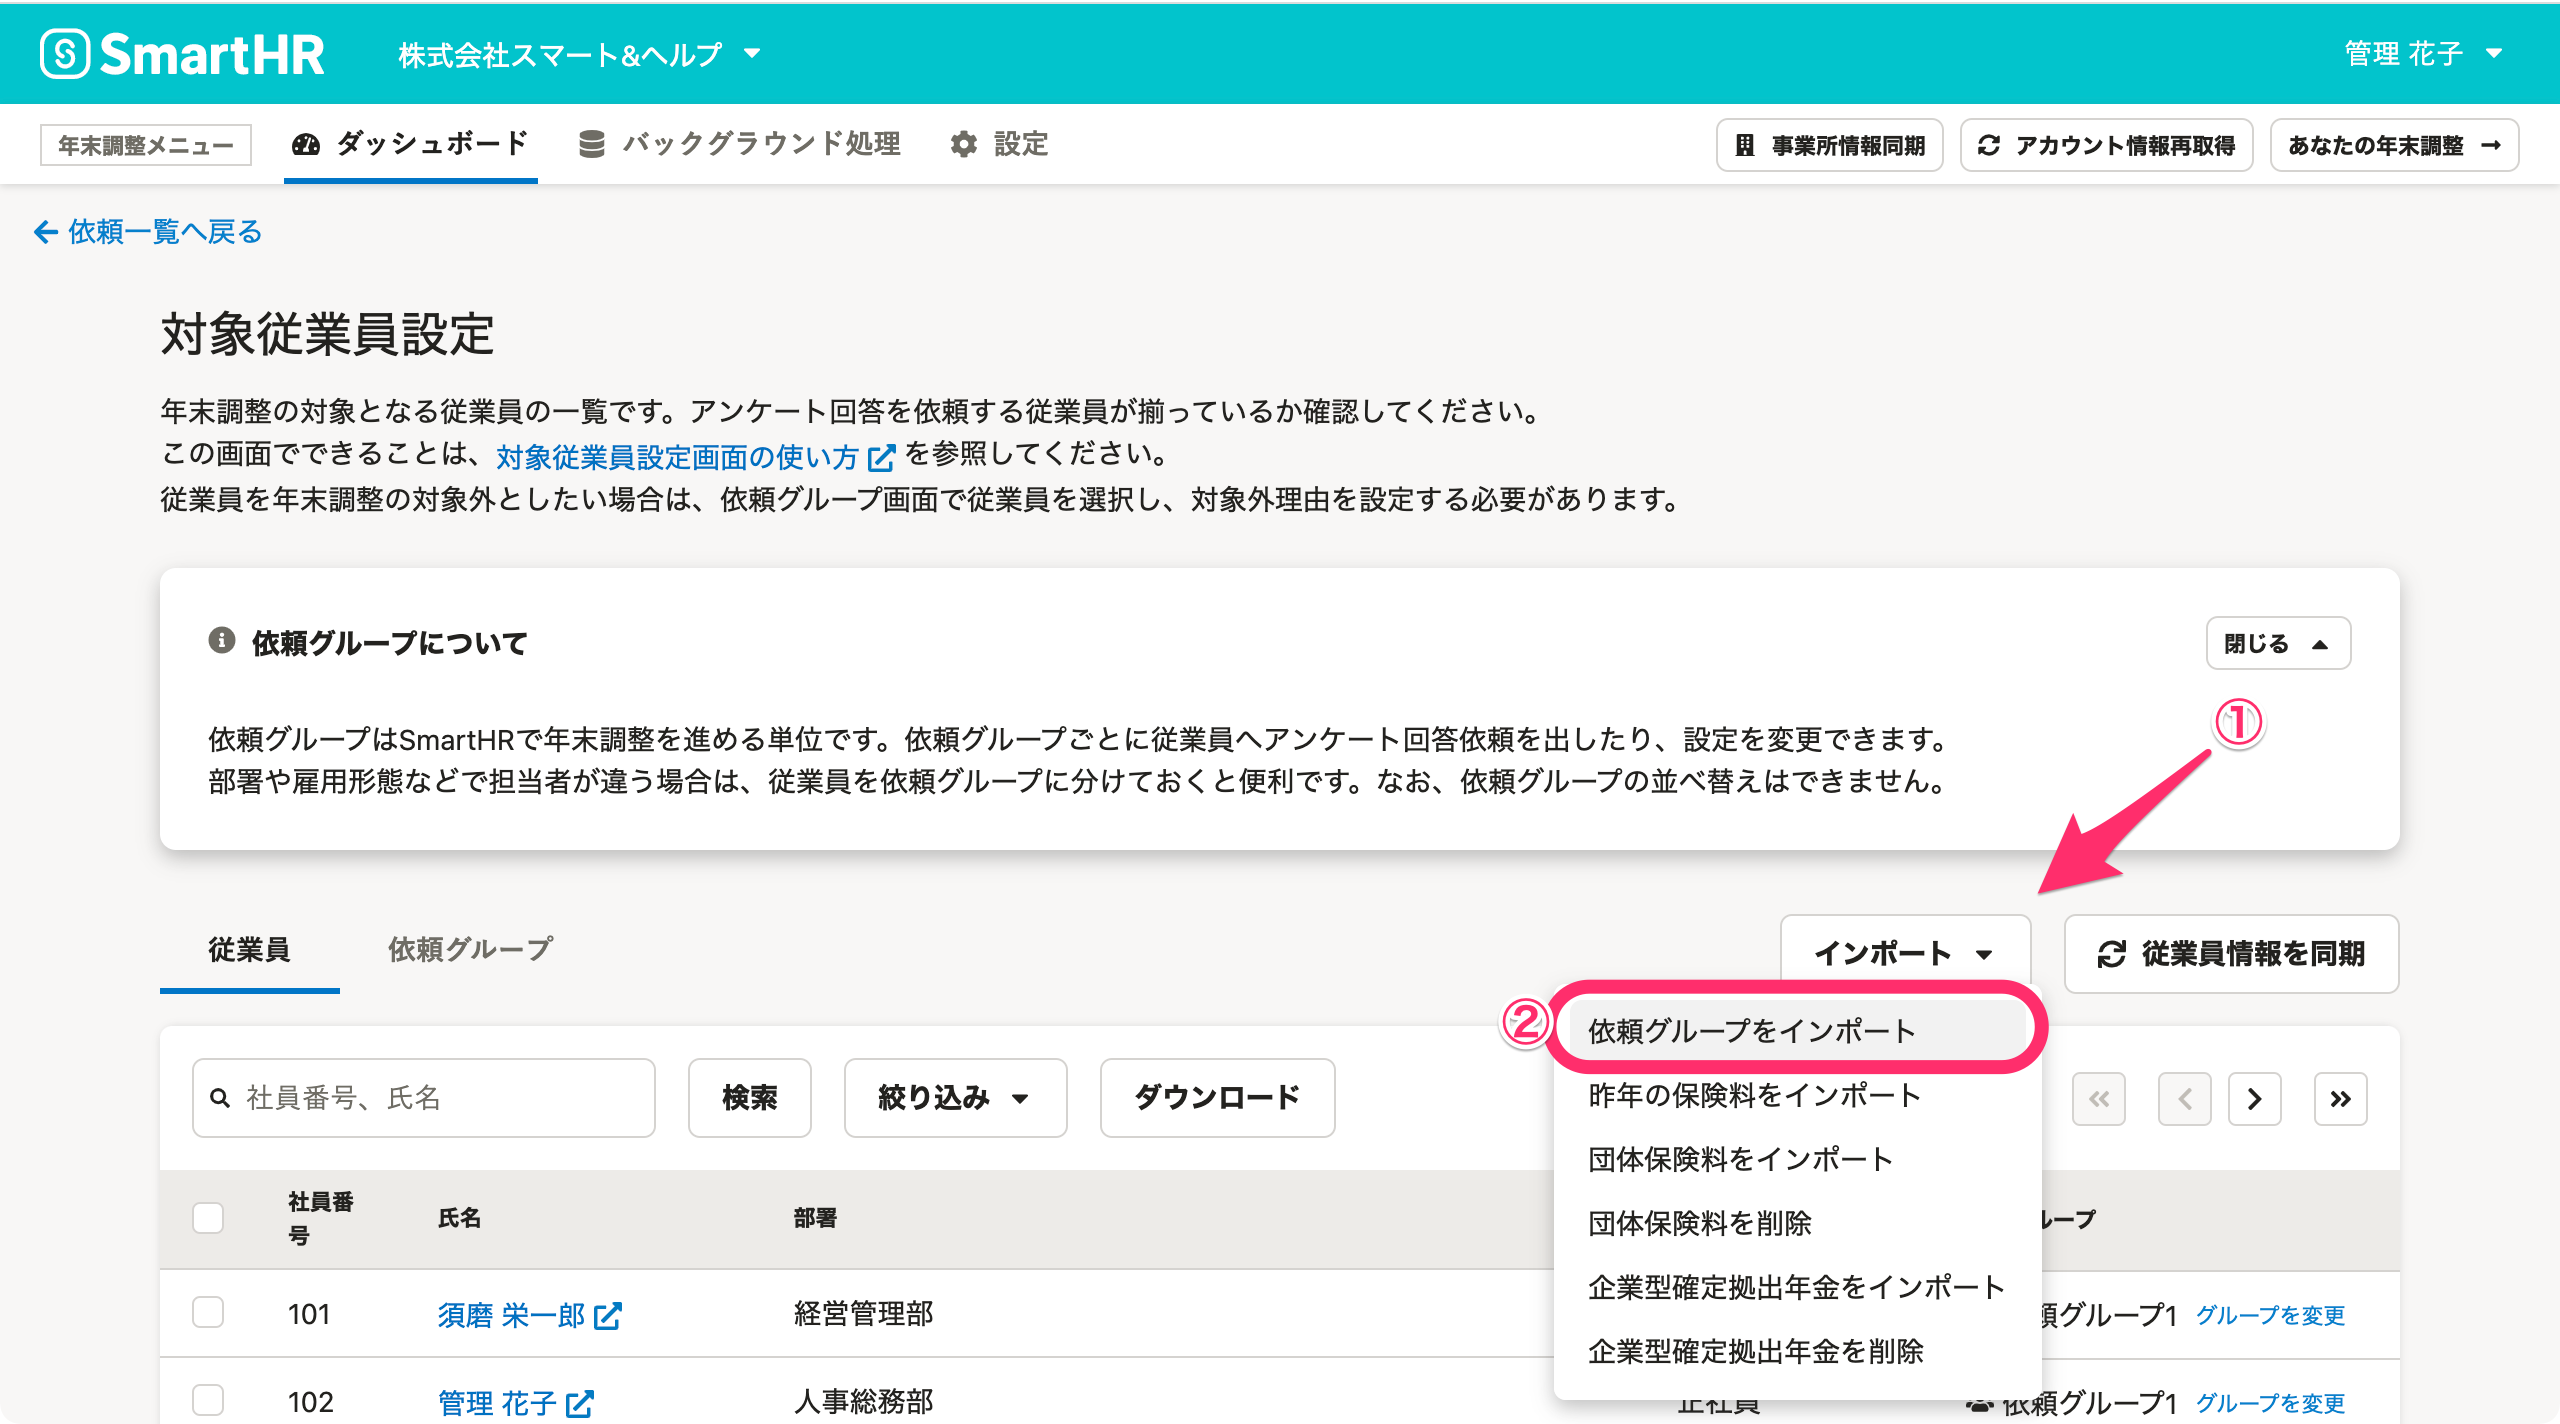 SmartHR 株式会社スマート&ヘルプ 管理 花子
年末調整メニュー ダッシュボード バックグラウンド処理 設定 事業所情報同期 アカウント情報再取得 あなたの年末調整 →
← 依頼一覧へ戻る
対象従業員設定
年末調整の対象となる従業員の一覧です。アンケート回答を依頼する従業員が揃っているか確認してください。
この画面でできることは、対象従業員設定画面の使い方 を参照してください。
従業員を年末調整の対象外としたい場合は、依頼グループ画面で従業員を選択し、対象外理由を設定する必要があります。
依頼グループについて 閉じる
①
依頼グループはSmartHRで年末調整を進める単位です。依頼グループごとに従業員へアンケート回答依頼を出したり、設定を変更できます。
部署や雇用形態などで担当者が違う場合は、従業員を依頼グループに分けておくと便利です。なお、依頼グループの並べ替えはできません。
従業員 依頼グループ インポート 従業員情報を同期
② 依頼グループをインポート
昨年の保険料をインポート
団体保険料をインポート
団体保険料を削除
企業型確定拠出年金をインポート
企業型確定拠出年金を削除
社員番号、氏名 検索 絞り込み ダウンロード
社員番
号 氏名 部署 ループ
101 須磨 栄一郎 経営管理部 頼グループ1 グループを変更
102 管理 花子 人事総務部 正社員 依頼グループ1 グループを変更